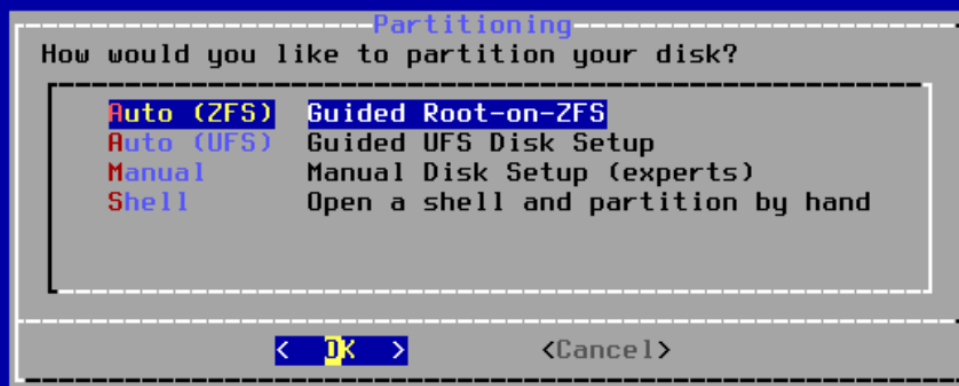 Partitioning
How would you like to partition your disk?
Auto (ZFS) Guided Root-on-ZFS
Auto (UFS) Guided UFS Disk Setup
Manual Manual Disk Setup (experts)
Shell Open a shell and partition by hand
< OK > <Cancel>